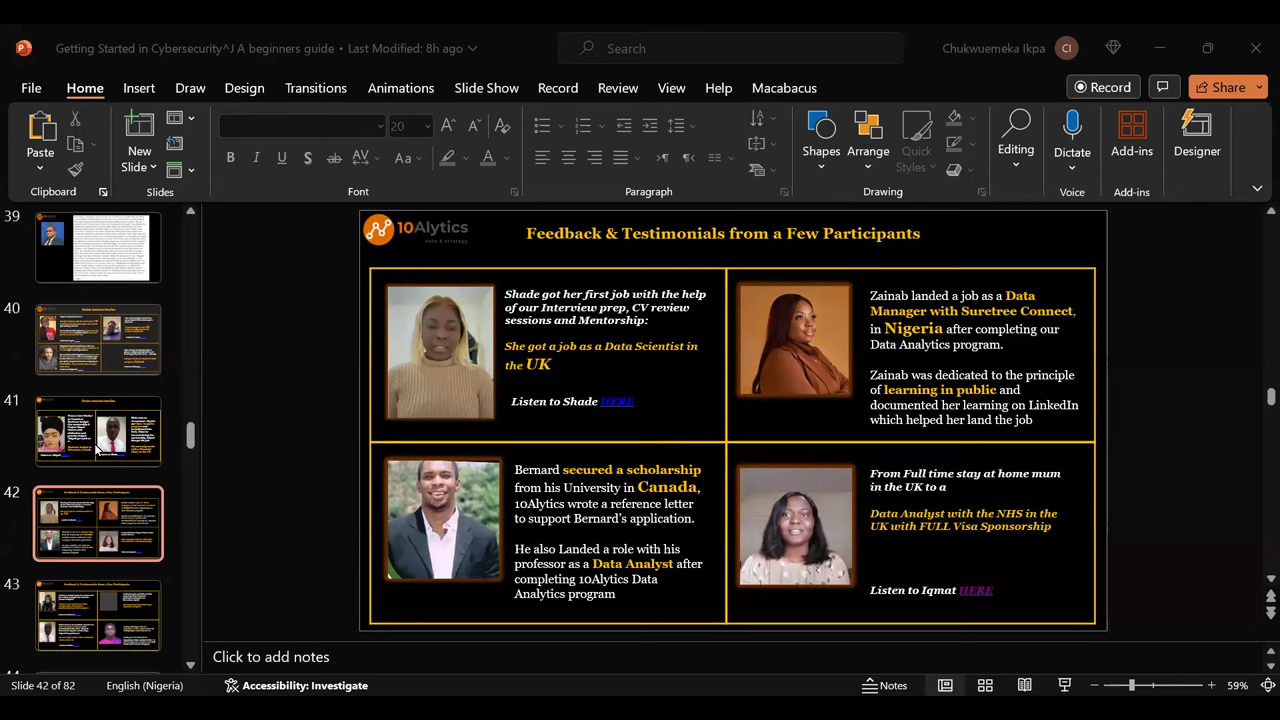 Getting Started in Cybersecurity^J A beginners guide • Last Modified: 8h ago
Search
Chukwuemeka Ikpa
CI
File
Home
Insert
Draw
Design
Transitions
Animations
Slide Show
Record
Review
View
Help
Macabacus
Record
Share
Paste
New
Slide
20
Shapes
Arrange
Quick
Styles
Editing
Dictate
Add-ins
Designer
Clipboard
Slides
Font
Paragraph
Drawing
Voice
Add-ins
39
40
41
42
43
10Alytics
data & strategy
Feedback & Testimonials from a Few Participants
Shade got her first job with the help
of our Interview prep, CV review
sessions and Mentorship:
She got a job as a Data Scientist in
the UK
Listen to Shade HERE
Zainab landed a job as a Data
Manager with Suretree Connect,
in Nigeria after completing our
Data Analytics program.
Zainab was dedicated to the principle
of learning in public and
documented her learning on LinkedIn
which helped her land the job
Bernard secured a scholarship
from his University in Canada,
10Alytics wrote a reference letter
to support Bernard's application.
He also Landed a role with his
professor as a Data Analyst after
completing 10Alytics Data
Analytics program
From Full time stay at home mum
in the UK to a
Data Analyst with the NHS in the
UK with FULL Visa Sponsorship
Listen to Iqmat HERE
Click to add notes
Slide 42 of 82
English (Nigeria)
Accessibility: Investigate
Notes
59%